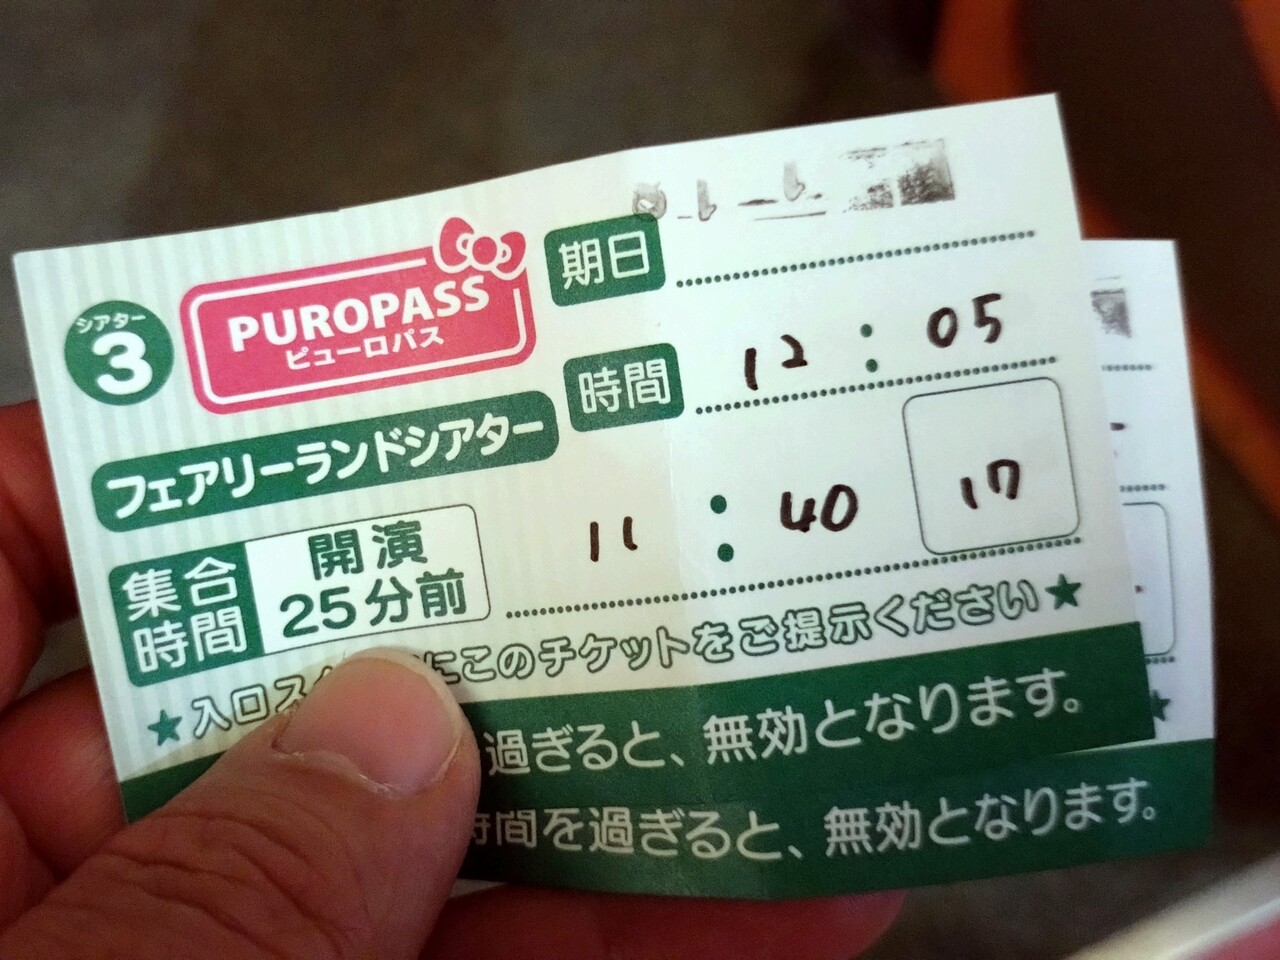 シアター
3
PUROPASS
ピューロパス
期日
時間 12:05
フェアリーランドシアター
集合時間 開演25分前 11:40 17
★入口ス にこのチケットをご提示ください★
過ぎると、無効となります。
時間を過ぎると、無効となります。